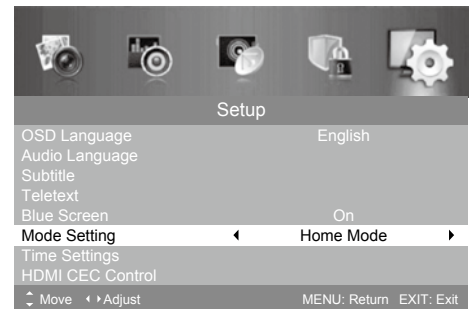 Setup
OSD Language English
Audio Language
Subtitle
Teletext
Blue Screen On
Mode Setting Home Mode
Time Settings
HDMI CEC Control
Move Adjust MENU: Return EXIT: Exit